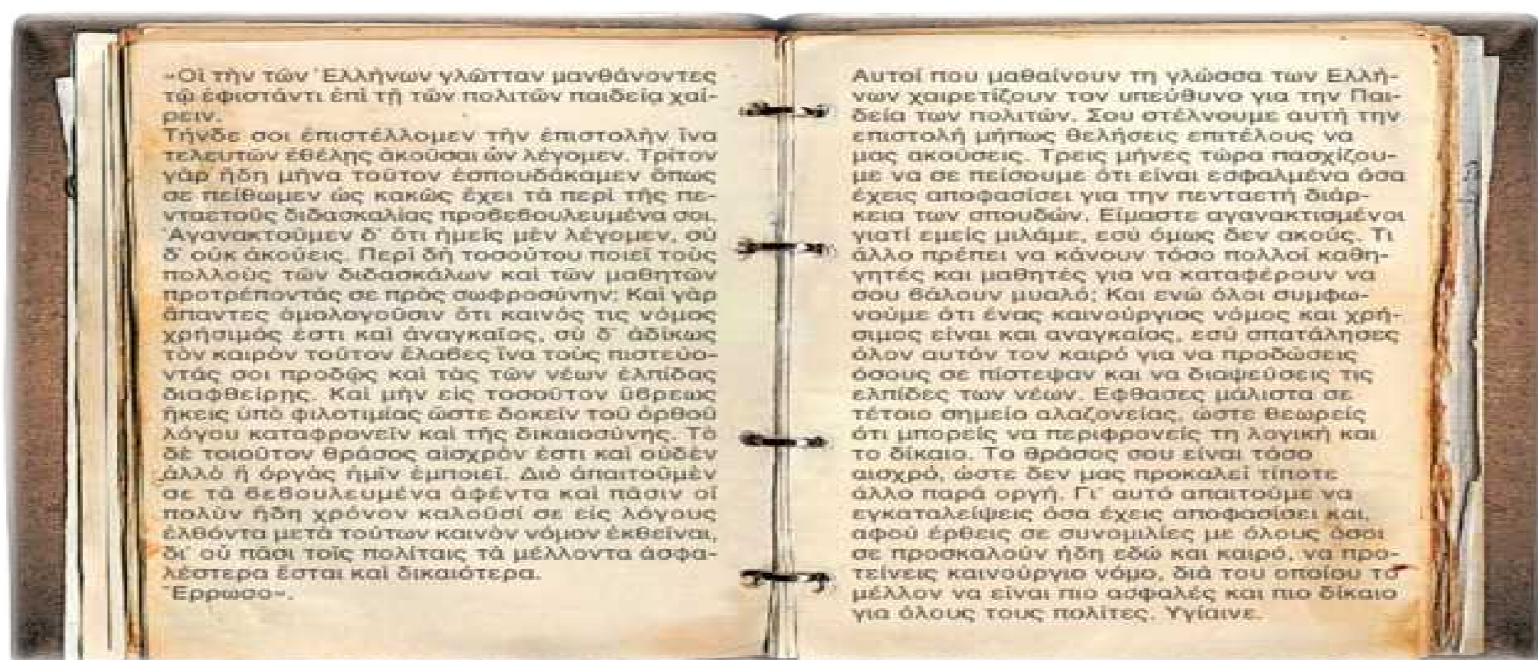 «Οἱ τὴν τῶν Ἑλλήνων γλῶτταν μανθάνοντες
τῷ ἐφιστάντι ἐπὶ τῇ τῶν πολιτῶν παιδείᾳ χαί-
ρειν.
Τήνδε σοι ἐπιστέλλομεν τὴν ἐπιστολὴν ἵνα
τελευτῶν ἐθέλῃς ἀκοῦσαι ὧν λέγομεν. Τρίτον
γὰρ ἤδη μῆνα τοῦτον ἐσπουδάκαμεν ὅπως
σε πείθωμεν ὡς κακῶς ἔχει τὰ περὶ τῆς πε-
νταετοῦς διδασκαλίας προβεβουλευμένα σοι.
Ἀγανακτοῦμεν δ' ὅτι ἡμεῖς μὲν λέγομεν, σὺ
δ' οὐκ ἀκούεις. Περὶ δὴ τοσούτου ποιεῖ τοὺς
πολλοὺς τῶν διδασκάλων καὶ τῶν μαθητῶν
προτρέποντάς σε πρὸς σωφροσύνην; Καὶ γὰρ
ἅπαντες ὁμολογοῦσιν ὅτι καινός τις νόμος
χρήσιμός ἐστι καὶ ἀναγκαῖος, σὺ δ' ἀδίκως
τὸν καιρὸν τοῦτον ἔλαβες ἵνα τοὺς πιστεύο-
ντάς σοι προδῷς καὶ τὰς τῶν νέων ἐλπίδας
διαφθείρῃς. Καὶ μὴν εἰς τοσοῦτον ὕβρεως
ἥκεις ὑπὸ φιλοτιμίας ὥστε δοκεῖν τοῦ ὀρθοῦ
λόγου καταφρονεῖν καὶ τῆς δικαιοσύνης. Τὸ
δὲ τοιοῦτον θράσος αἰσχρόν ἐστι καὶ οὐδὲν
ἄλλο ἢ ὀργὰς ἡμῖν ἐμποιεῖ. Διὸ ἀπαιτοῦμέν
σε τὰ βεβουλευμένα ἀφέντα καὶ πᾶσιν οἳ
πολὺν ἤδη χρόνον καλοῦσί σε εἰς λόγους
ἐλθόντα μετὰ τούτων καινὸν νόμον ἐκθεῖναι,
δι' οὗ πᾶσι τοῖς πολίταις τὰ μέλλοντα ἀσφα-
λέστερα ἔσται καὶ δικαιότερα.
Ἔρρωσο».
Αυτοί που μαθαίνουν τη γλώσσα των Ελλή-
νων χαιρετίζουν τον υπεύθυνο για την Παι-
δεία των πολιτών. Σου στέλνουμε αυτή την
επιστολή μήπως θελήσεις επιτέλους να
μας ακούσεις. Τρεις μήνες τώρα πασχίζου-
με να σε πείσουμε ότι είναι εσφαλμένα όσα
έχεις αποφασίσει για την πενταετή διάρ-
κεια των σπουδών. Είμαστε αγανακτισμένοι
γιατί εμείς μιλάμε, εσύ όμως δεν ακούς. Τι
άλλο πρέπει να κάνουν τόσο πολλοί καθη-
γητές και μαθητές για να καταφέρουν να
σου βάλουν μυαλό; Και ενώ όλοι συμφω-
νούμε ότι ένας καινούργιος νόμος και χρή-
σιμος είναι και αναγκαίος, εσύ σπατάλησες
όλον αυτόν τον καιρό για να προδώσεις
όσους σε πίστεψαν και να διαψεύσεις τις
ελπίδες των νέων. Εφθασες μάλιστα σε
τέτοιο σημείο αλαζονείας, ώστε θεωρείς
ότι μπορείς να περιφρονείς τη λογική και
το δίκαιο. Το θράσος σου είναι τόσο
αισχρό, ώστε δεν μας προκαλεί τίποτε
άλλο παρά οργή. Γι' αυτό απαιτούμε να
εγκαταλείψεις όσα έχεις αποφασίσει και,
αφού έρθεις σε συνομιλίες με όλους όσοι
σε προσκαλούν ήδη εδώ και καιρό, να προ-
τείνεις καινούργιο νόμο, διά του οποίου το
μέλλον να είναι πιο ασφαλές και πιο δίκαιο
για όλους τους πολίτες. Υγίαινε.